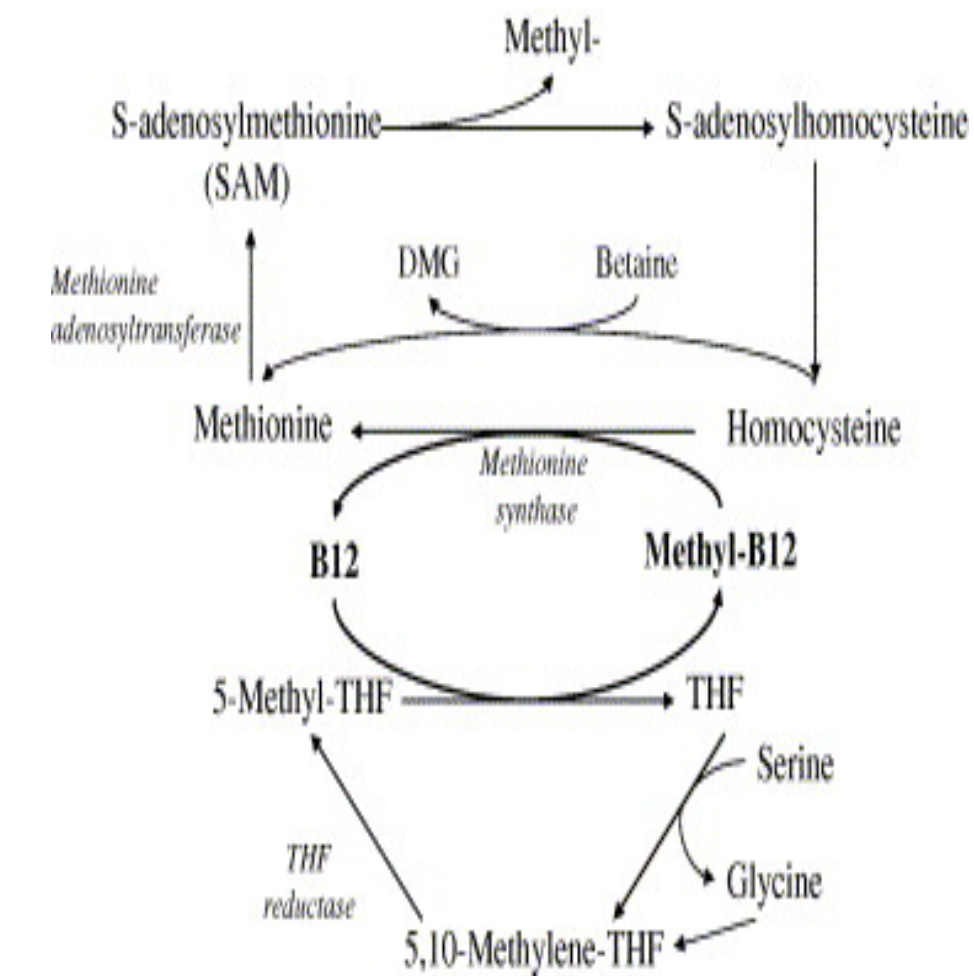 Methyl-
S-adenosylmethionine S-adenosylhomocysteine
(SAM)
DMG Betaine
Methionine
adenosyltransferase
Methionine Homocysteine
Methionine
synthase
B12 Methyl-B12
5-Methyl-THF THF
Serine
THF
reductase
Glycine
5,10-Methylene-THF